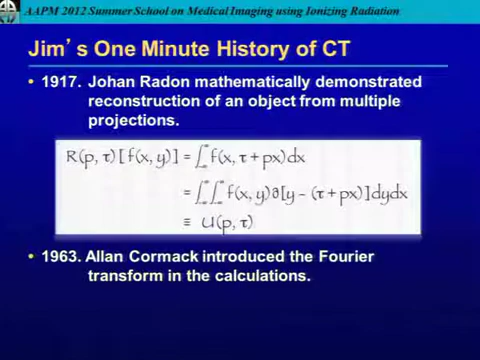 AAPM 2012 Summer School on Medical Imaging using Ionizing Radiation
Jim's One Minute History of CT
• 1917. Johan Radon mathematically demonstrated
reconstruction of an object from multiple
projections.
R(p, τ)[f(x, y)] = ∫_{-∞}^{∞} f(x, τ + px)dx
= ∫_{-∞}^{∞} ∫_{-∞}^{∞} f(x, y)∂[y − (τ + px)]dydx
≡ U(p, τ)
• 1963. Allan Cormack introduced the Fourier
transform in the calculations.